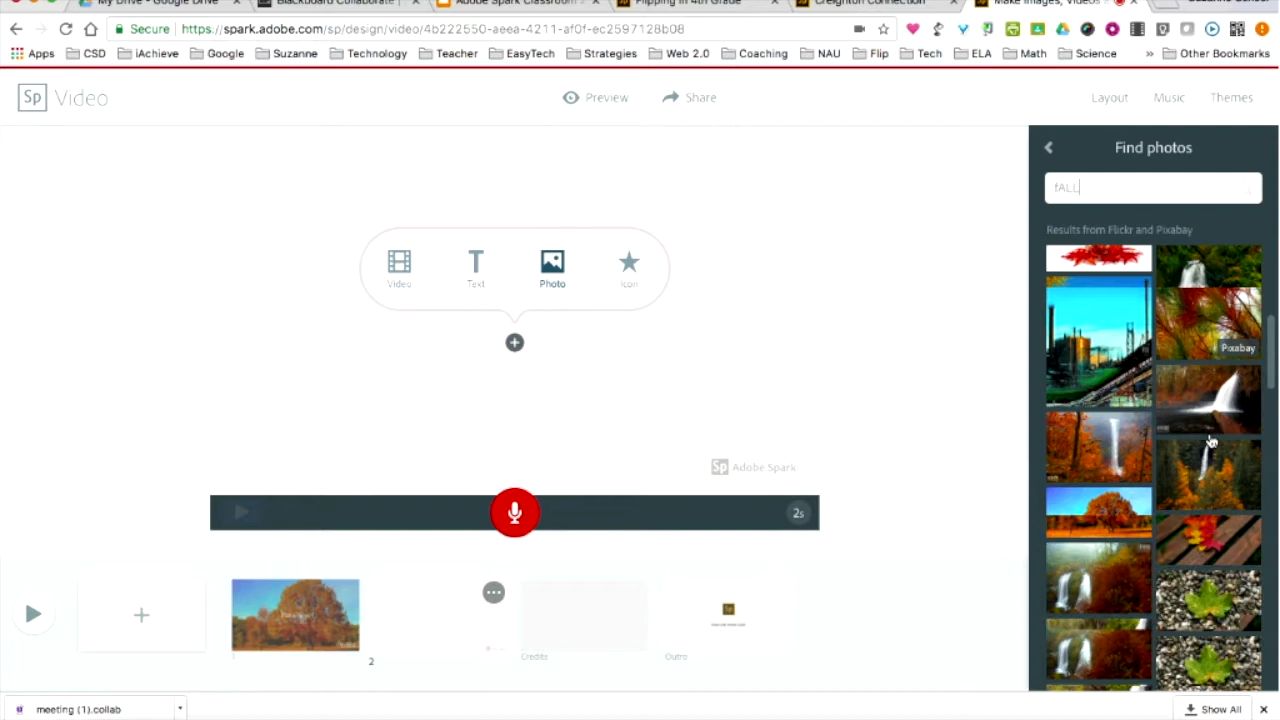 My Drive - Google Drive × Blackboard Collaborate | × Adobe Spark Classroom × Flipping in 4th Grade × Creighton Connection × Make Images, Videos ×
Secure https://spark.adobe.com/sp/design/video/4b222550-aeea-4211-af0f-ec2597128b08
Apps CSD iAchieve Google Suzanne Technology Teacher EasyTech Strategies Web 2.0 Coaching NAU Flip Tech ELA Math Science » Other Bookmarks
Sp Video Preview Share Layout Music Themes
Find photos
fALL
Results from Flickr and Pixabay
Video Text Photo Icon
Pixabay
Sp Adobe Spark
2s
2
Credits Outro
meeting (1).collab Show All